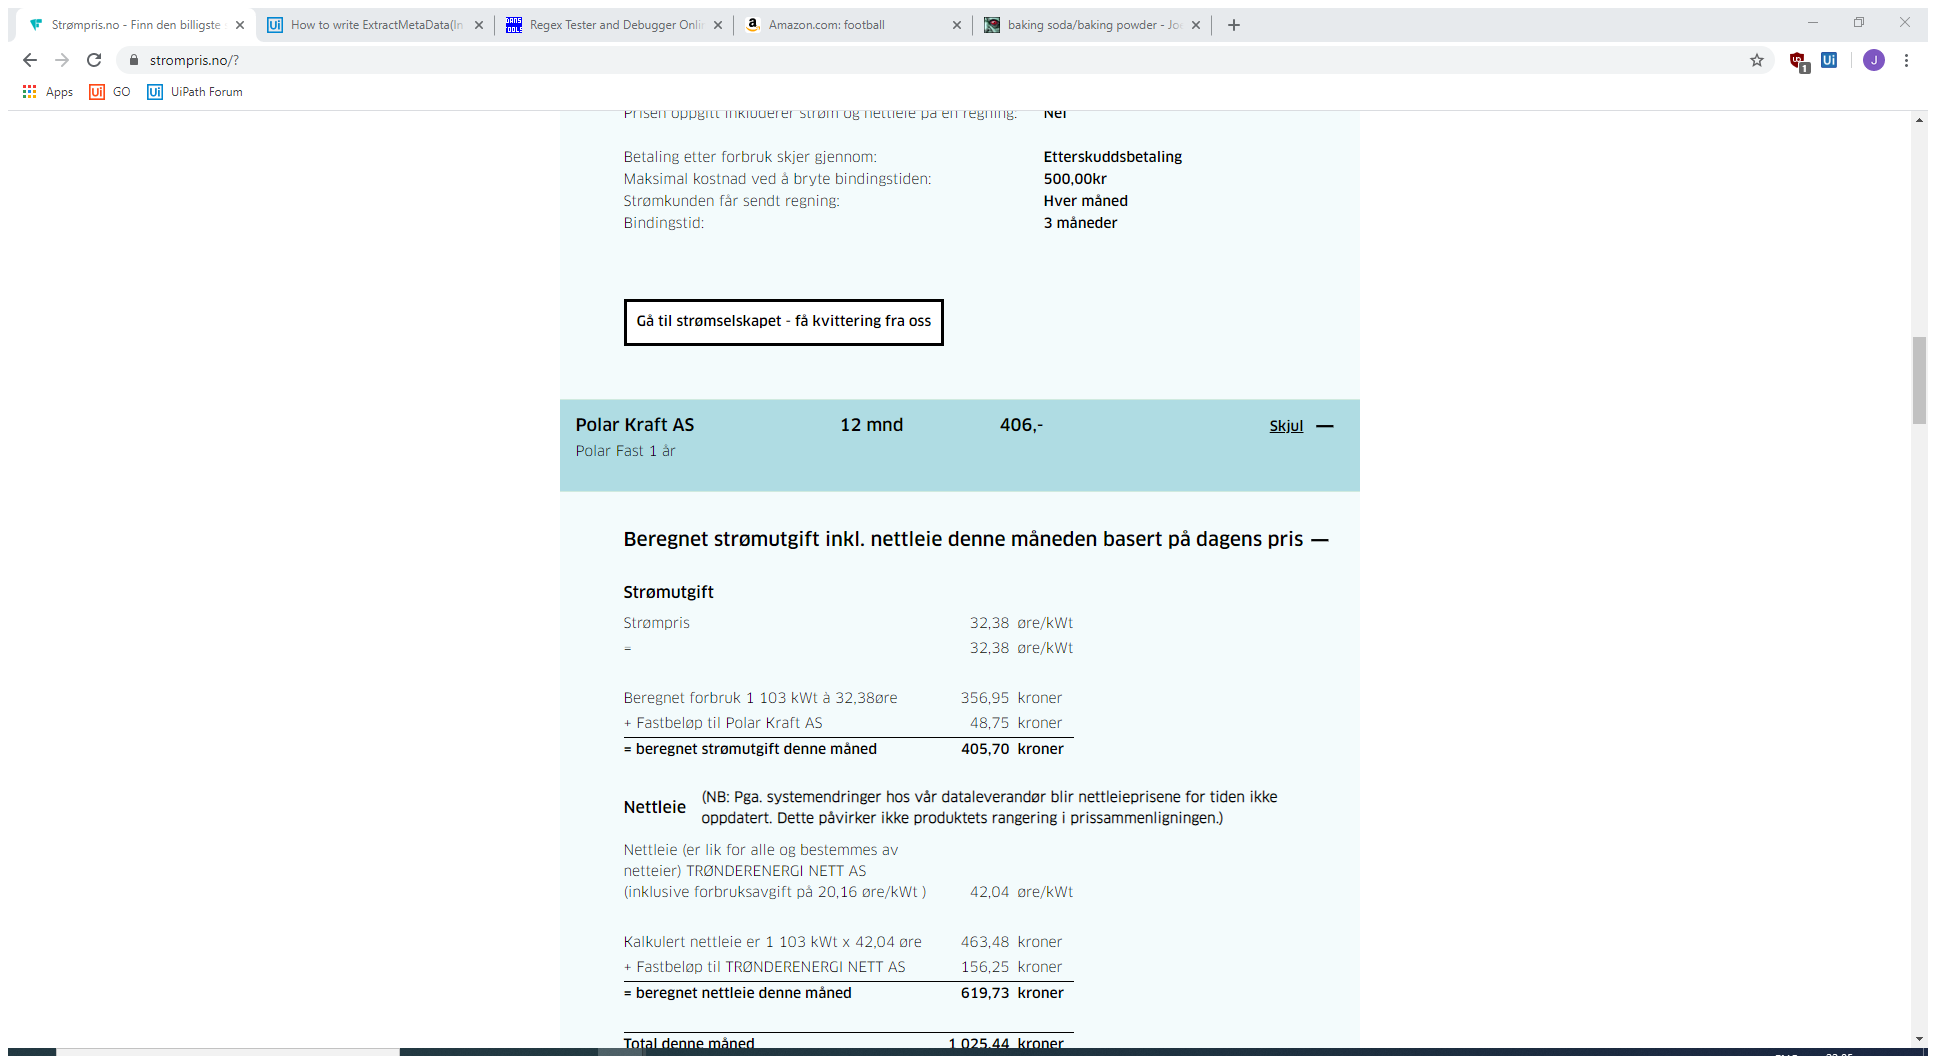 Strømpris.no - Finn den billigste
How to write ExtractMetaData(In
Regex Tester and Debugger Onli
Amazon.com: football
baking soda/baking powder - Joe
strompris.no/?
1
Ui
J
Apps
GO
UiPath Forum
Prisen oppgitt inkluderer strøm og nettleie på en regning: Nei
Betaling etter forbruk skjer gjennom: Etterskuddsbetaling
Maksimal kostnad ved å bryte bindingstiden: 500,00kr
Strømkunden får sendt regning: Hver måned
Bindingstid: 3 måneder
Gå til strømselskapet - få kvittering fra oss
Polar Kraft AS 12 mnd 406,- Skjul
Polar Fast 1 år
Beregnet strømutgift inkl. nettleie denne måneden basert på dagens pris
Strømutgift
Strømpris 32,38 øre/kWt
= 32,38 øre/kWt
Beregnet forbruk 1 103 kWt à 32,38øre 356,95 kroner
+ Fastbeløp til Polar Kraft AS 48,75 kroner
= beregnet strømutgift denne måned 405,70 kroner
Nettleie (NB: Pga. systemendringer hos vår dataleverandør blir nettleieprisene for tiden ikke
oppdatert. Dette påvirker ikke produktets rangering i prissammenligningen.)
Nettleie (er lik for alle og bestemmes av
netteier) TRØNDERENERGI NETT AS
(inklusive forbruksavgift på 20,16 øre/kWt ) 42,04 øre/kWt
Kalkulert nettleie er 1 103 kWt x 42,04 øre 463,48 kroner
+ Fastbeløp til TRØNDERENERGI NETT AS 156,25 kroner
= beregnet nettleie denne måned 619,73 kroner
Total denne måned 1 025,44 kroner